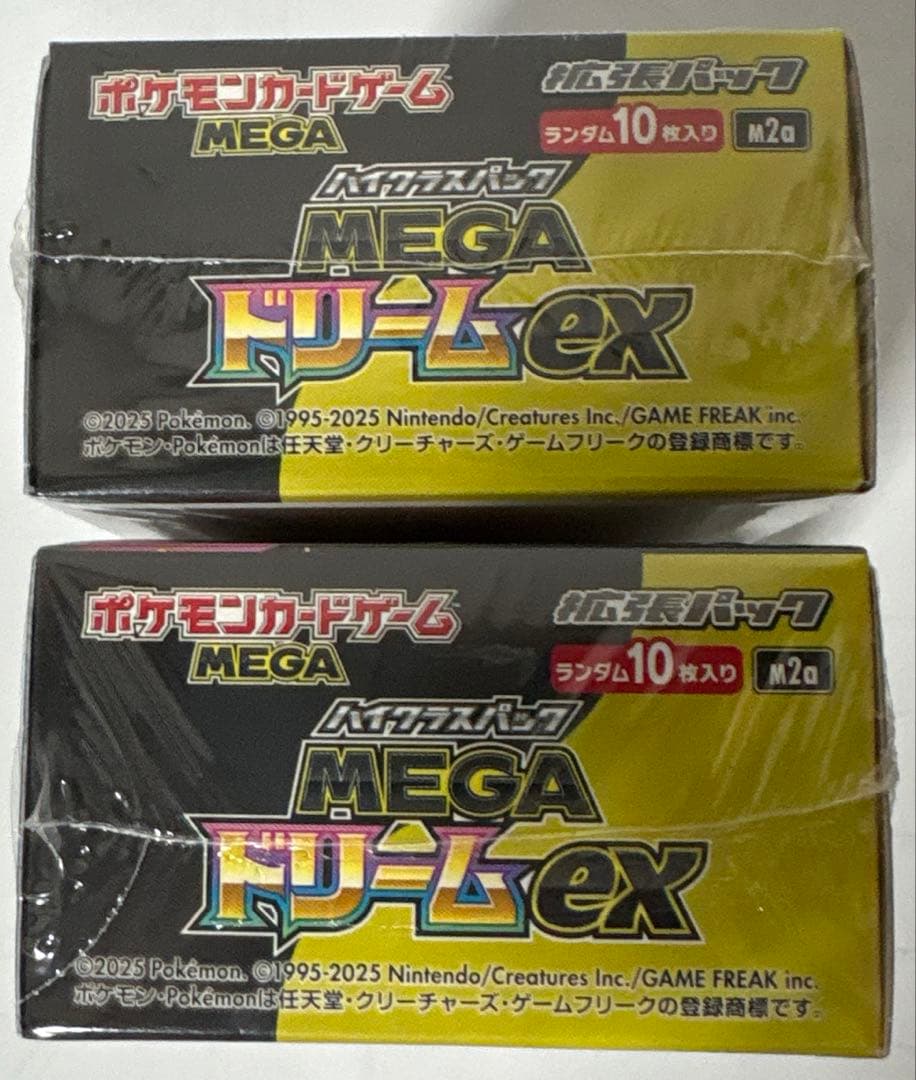 ポケモンカードゲーム
MEGA
拡張パック
ランダム10枚入り M2a
ハイクラスパック
MEGA
ドリームex
©2025 Pokémon. ©1995-2025 Nintendo/Creatures Inc./GAME FREAK inc.
ポケモン・Pokémonは任天堂・クリーチャーズ・ゲームフリークの登録商標です。
ポケモンカードゲーム
MEGA
拡張パック
ランダム10枚入り M2a
ハイクラスパック
MEGA
ドリームex
©2025 Pokémon. ©1995-2025 Nintendo/Creatures Inc./GAME FREAK inc.
ポケモン・Pokémonは任天堂・クリーチャーズ・ゲームフリークの登録商標です。